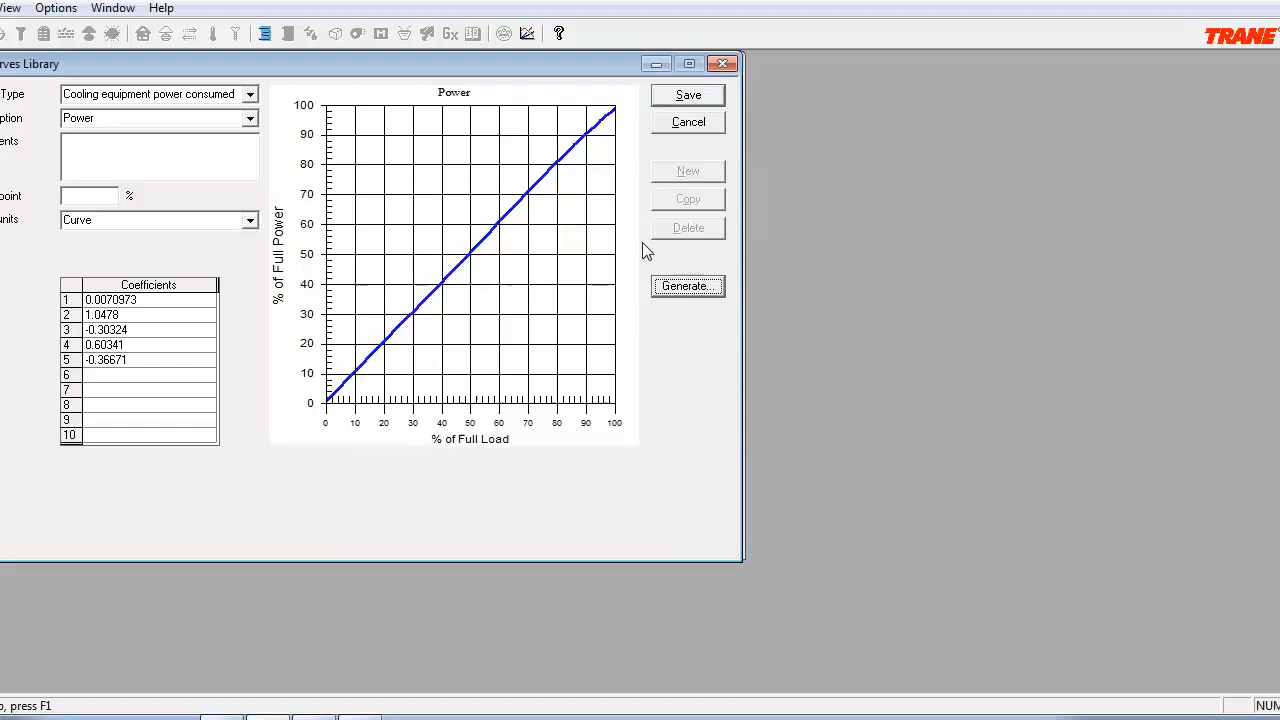 View Options Window Help
TRANE
rves Library
Type Cooling equipment power consumed
ption Power
ents
point %
units Curve
Coefficients
1 0.0070973
2 1.0478
3 -0.30324
4 0.60341
5 -0.36671
6
7
8
9
10
Power
% of Full Power
100
90
80
70
60
50
40
30
20
10
0
0 10 20 30 40 50 60 70 80 90 100
% of Full Load
Save
Cancel
New
Copy
Delete
Generate...
p, press F1
NUM